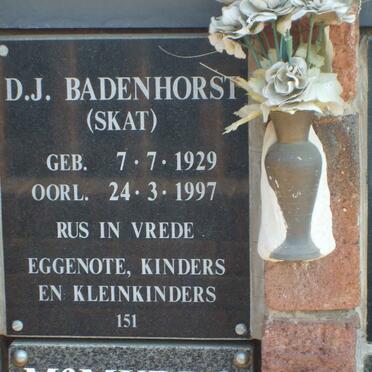 D.J. BADENHORST
(SKAT)
GEB. 7·7·1929
OORL. 24·3·1997
RUS IN VREDE
EGGENOTE, KINDERS
EN KLEINKINDERS
151